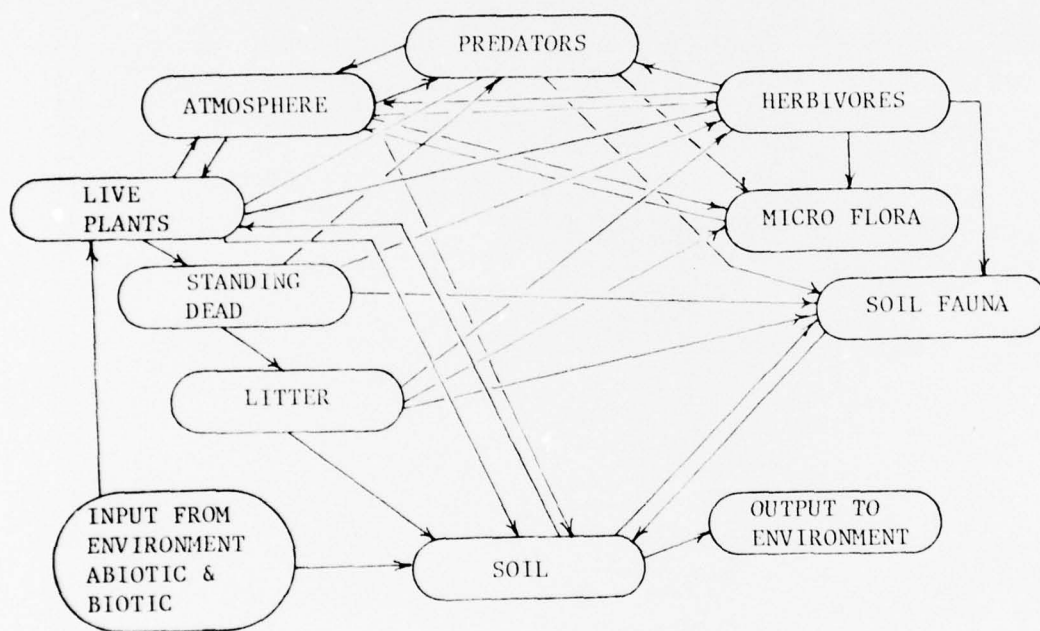 PREDATORS
ATMOSPHERE
HERBIVORES
LIVE
PLANTS
MICRO FLORA
STANDING
DEAD
SOIL FAUNA
LITTER
INPUT FROM
ENVIRONMENT
ABIOTIC &
BIOTIC
SOIL
OUTPUT TO
ENVIRONMENT